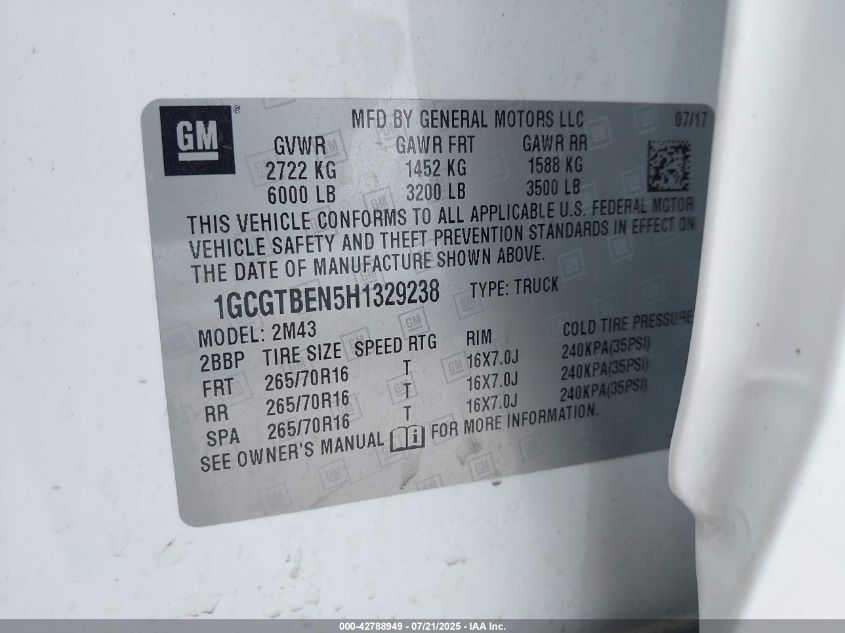 GM®
MFD BY GENERAL MOTORS LLC 07/17
GVWR GAWR FRT GAWR RR
2722 KG 1452 KG 1588 KG
6000 LB 3200 LB 3500 LB
THIS VEHICLE CONFORMS TO ALL APPLICABLE U.S. FEDERAL MOTOR
VEHICLE SAFETY AND THEFT PREVENTION STANDARDS IN EFFECT ON
THE DATE OF MANUFACTURE SHOWN ABOVE.
1GCGTBEN5H1329238 TYPE: TRUCK
MODEL: 2M43
2BBP TIRE SIZE SPEED RTG RIM COLD TIRE PRESSURE
FRT 265/70R16 T 16X7.0J 240KPA(35PSI)
RR 265/70R16 T 16X7.0J 240KPA(35PSI)
SPA 265/70R16 T 16X7.0J 240KPA(35PSI)
SEE OWNER'S MANUAL FOR MORE INFORMATION.
000-42788949 - 07/21/2025 - IAA Inc.